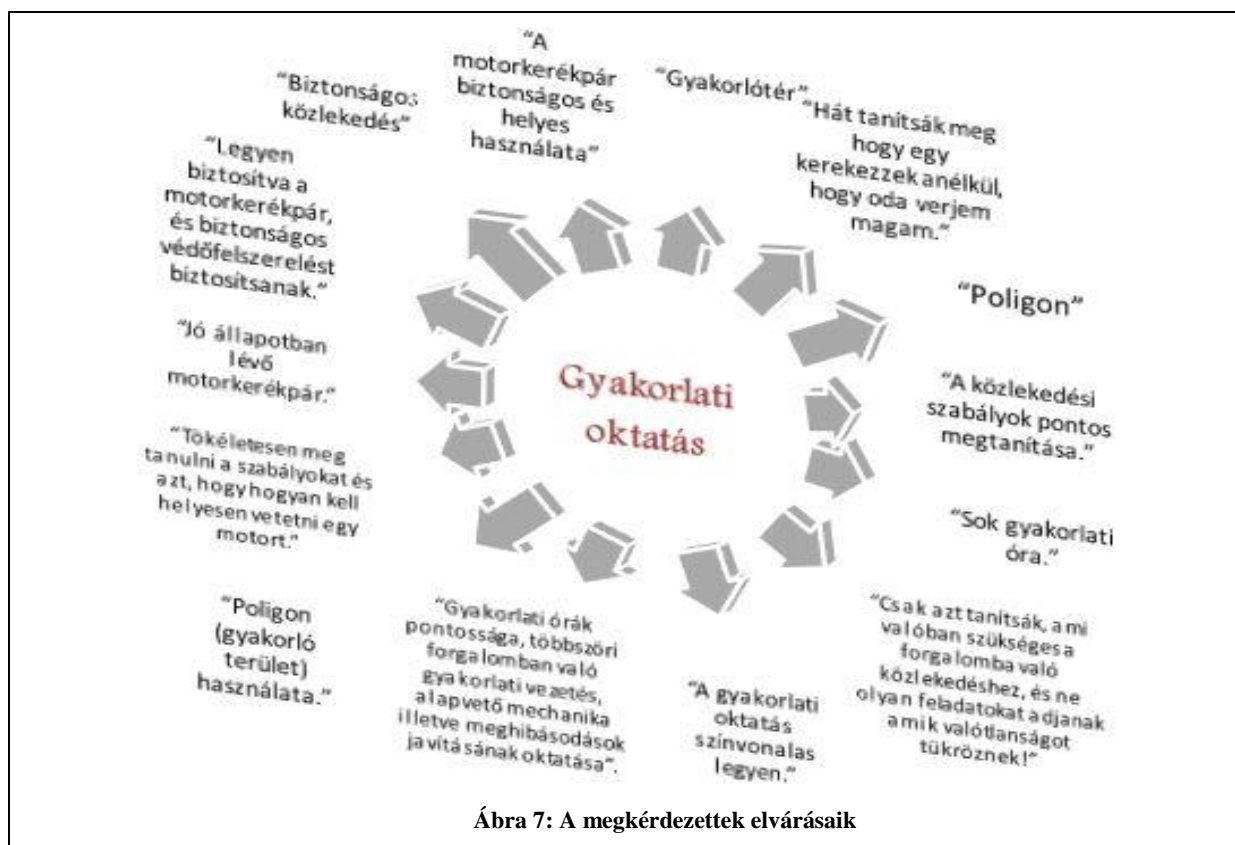 “A
motorkerékpár
biztonságos és
helyes
használata”
“Gyakorlótér”
“Hát tanítsák meg
hogy egy
kerekezzek anélkül,
hogy oda verjem
magam.”
“Poligon”
“A közlekedési
szabályok pontos
megtanítása.”
“Sok gyakorlati
óra.”
“Csak azt tanítsák, ami
valóban szükséges a
forgalomba való
közlekedéshez, és ne
olyan feladatokat adjanak
amik valótlanságot
tükröznek!”
“A gyakorlati
oktatás
színvonalas
legyen.”
“Gyakorlati órák
pontossága, többszöri
forgalomban való
gyakorlati vezetés,
alapvető mechanika
illetve meghibásodások
javításának oktatása”.
“Poligon
(gyakorló
terület)
használata.”
“Tökéletesen meg
tanulni a szabályokat és
azt, hogy hogyan kell
helyesen vetetni egy
motort.”
“Jó állapotban
lévő
motorkerékpár.”
“Legyen
biztosítva a
motorkerékpár,
és biztonságos
védőfelszerelést
biztosítsanak.”
“Biztonságos
közlekedés”
Gyakorlati
oktatás
Ábra 7: A megkérdezettek elvárásaik